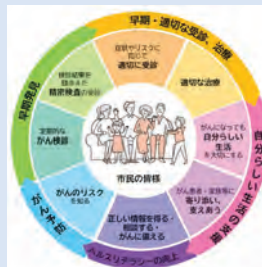 早期・適切な受診、治療
症状やリスクに
応じて
適切に受診
適切な治療
がんになっても
自分らしい
生活
を大切にする
自分らしい生活の支援
がん患者・家族等に
寄り添い、
支えあう
ヘルスリテラシーの向上
正しい情報を得る・
相談する・
がんに備える
がん予防
がんのリスク
を知る
早期発見
定期的な
がん検診
検診結果を
踏まえた
精密検査の受診
市民の皆様